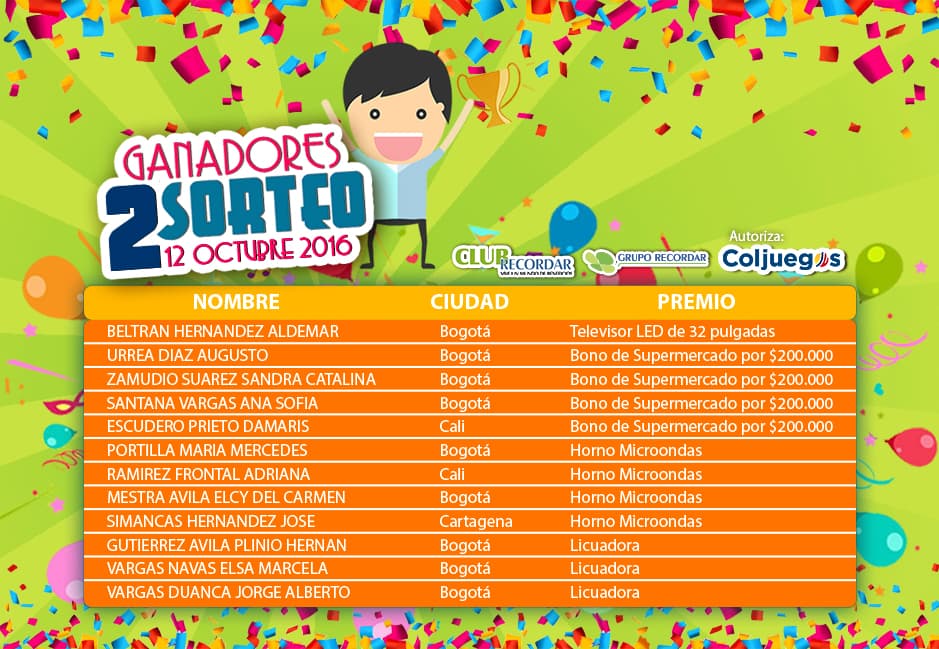 GANADORES
2 SORTEO
12 OCTUBRE 2016
CLUB RECORDAR
GRUPO RECORDAR
Autoriza:
Coljuegos
NOMBRE CIUDAD PREMIO
BELTRAN HERNANDEZ ALDEMAR Bogotá Televisor LED de 32 pulgadas
URREA DIAZ AUGUSTO Bogotá Bono de Supermercado por $200.000
ZAMUDIO SUAREZ SANDRA CATALINA Bogotá Bono de Supermercado por $200.000
SANTANA VARGAS ANA SOFIA Bogotá Bono de Supermercado por $200.000
ESCUDERO PRIETO DAMARIS Cali Bono de Supermercado por $200.000
PORTILLA MARIA MERCEDES Bogotá Horno Microondas
RAMIREZ FRONTAL ADRIANA Cali Horno Microondas
MESTRA AVILA ELCY DEL CARMEN Bogotá Horno Microondas
SIMANCAS HERNANDEZ JOSE Cartagena Horno Microondas
GUTIERREZ AVILA PLINIO HERNAN Bogotá Licuadora
VARGAS NAVAS ELSA MARCELA Bogotá Licuadora
VARGAS DUANCA JORGE ALBERTO Bogotá Licuadora